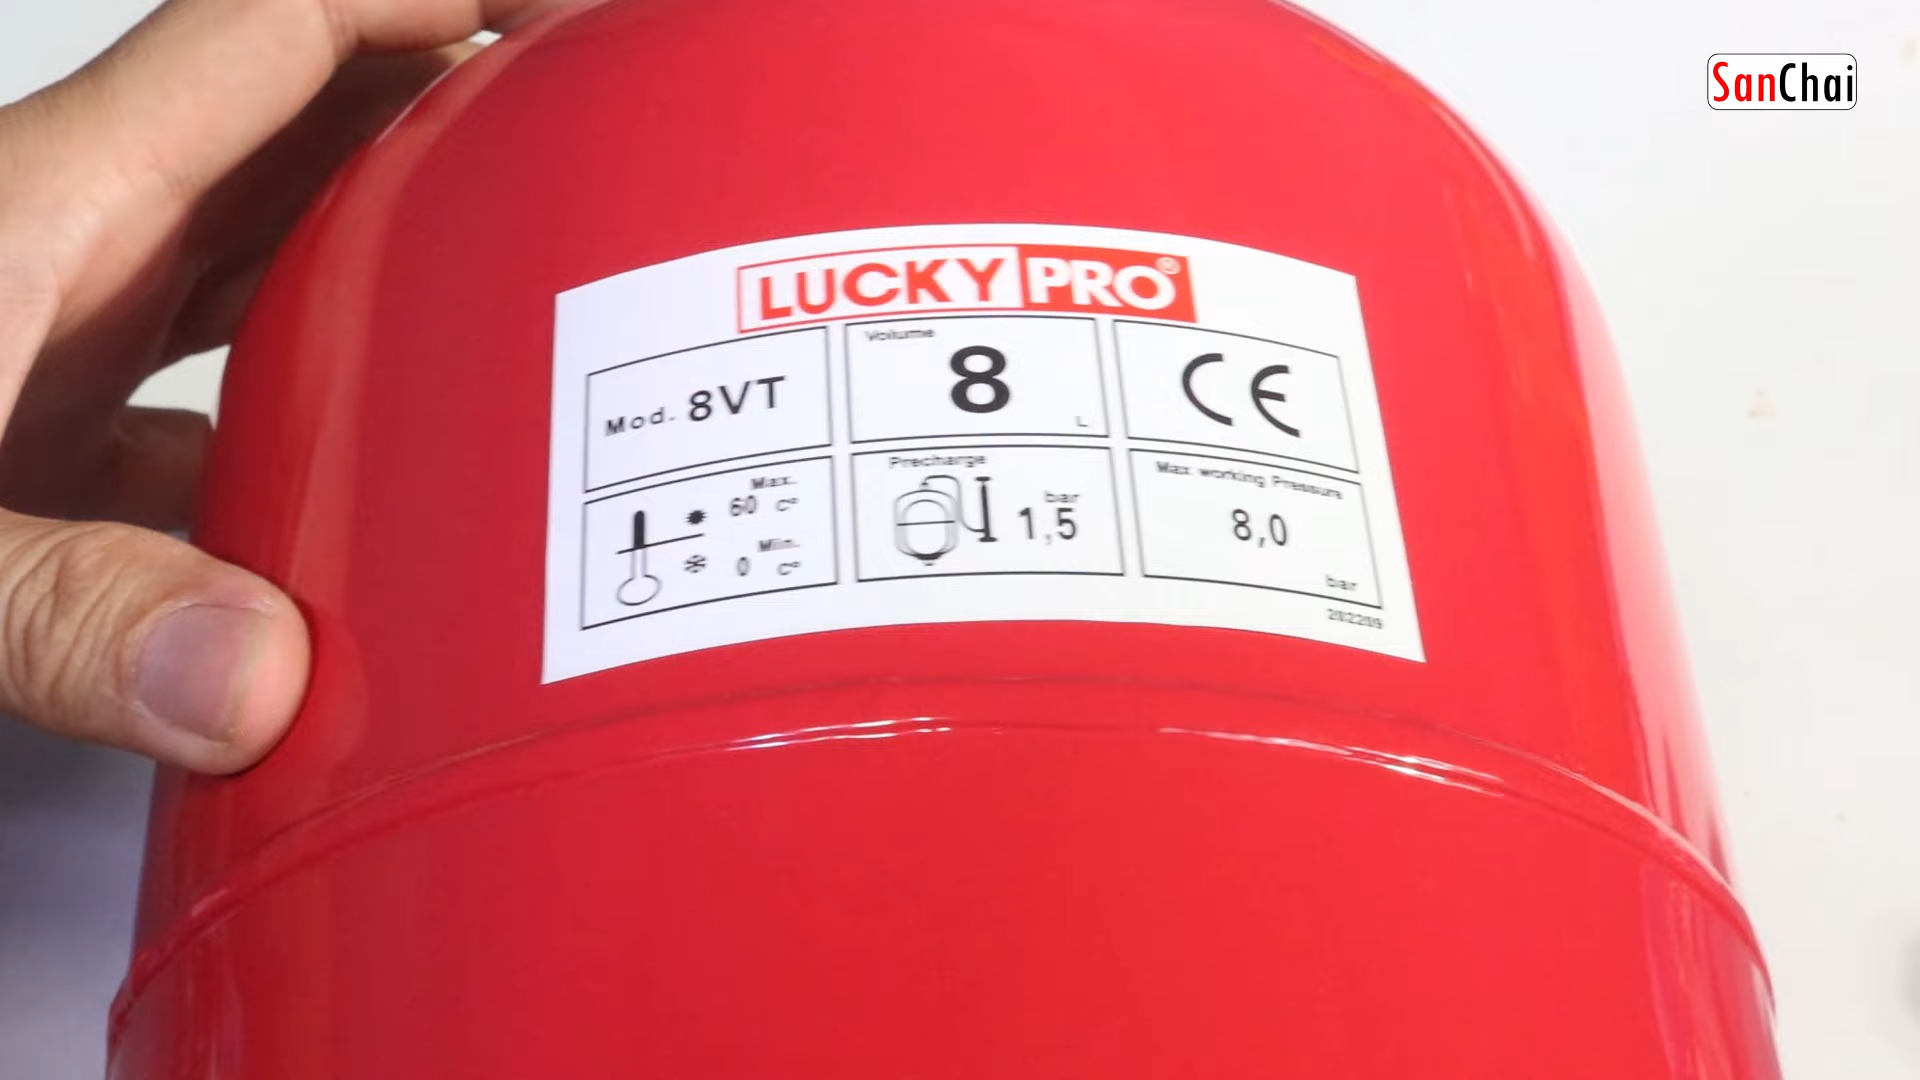 SanChai
LUCKY PRO®
Mod. 8VT
Volume
8
L
CE
Max.
60 C°
Min.
0 C°
Precharge
bar
1,5
Max working Pressure
8,0
bar
202209